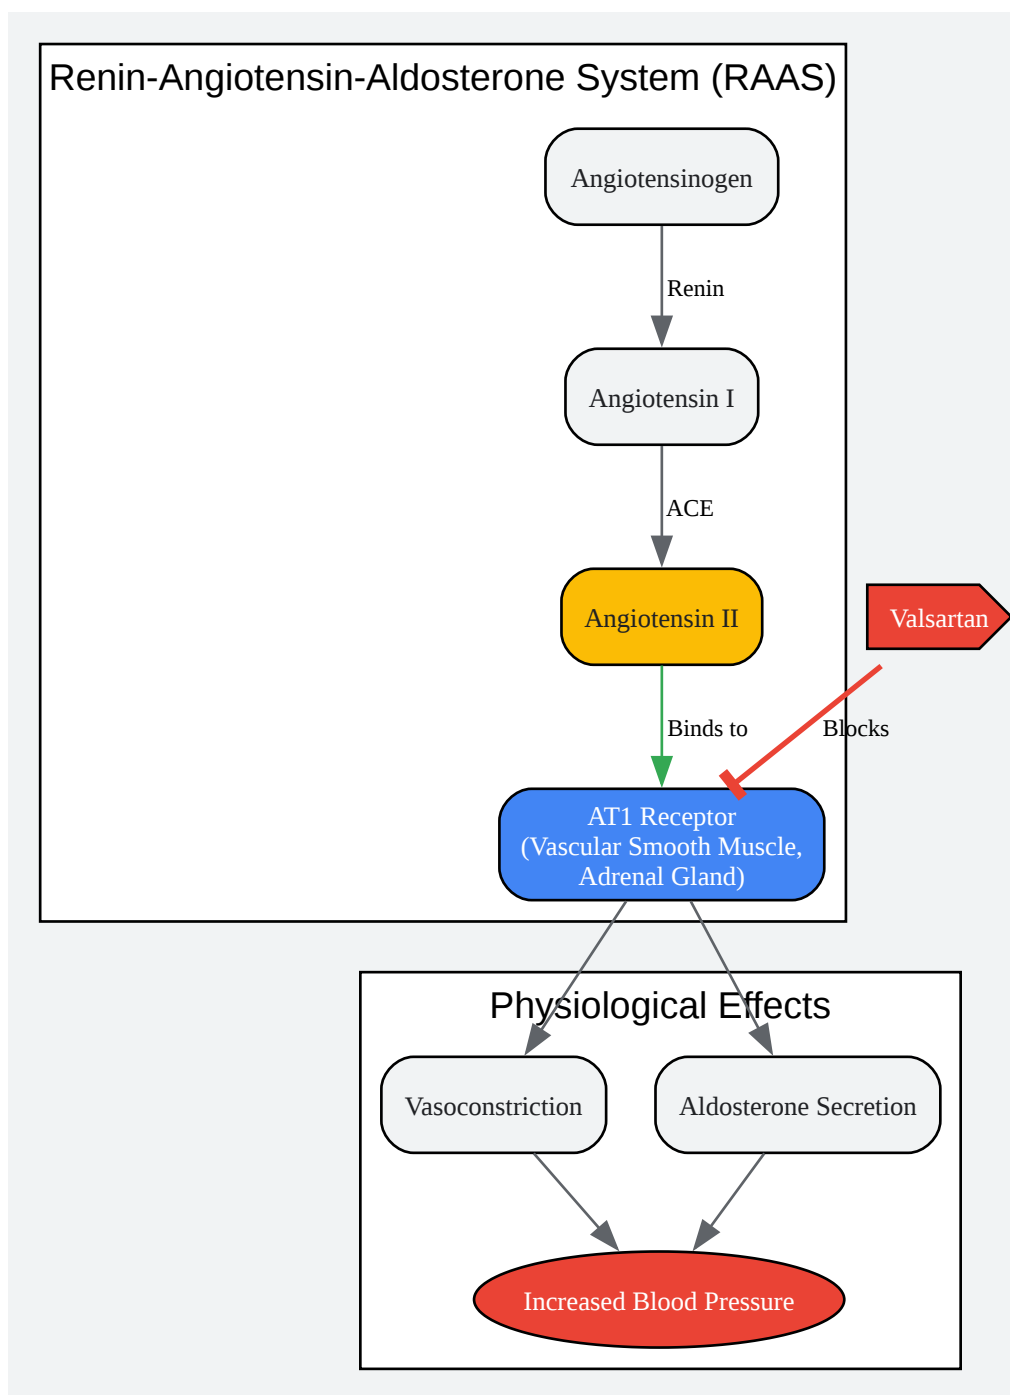 Renin-Angiotensin-Aldosterone System (RAAS)
Angiotensinogen
Renin
Angiotensin I
ACE
Angiotensin II
Valsartan
Binds to
Blocks
AT1 Receptor
(Vascular Smooth Muscle,
Adrenal Gland)
Physiological Effects
Vasoconstriction
Aldosterone Secretion
Increased Blood Pressure